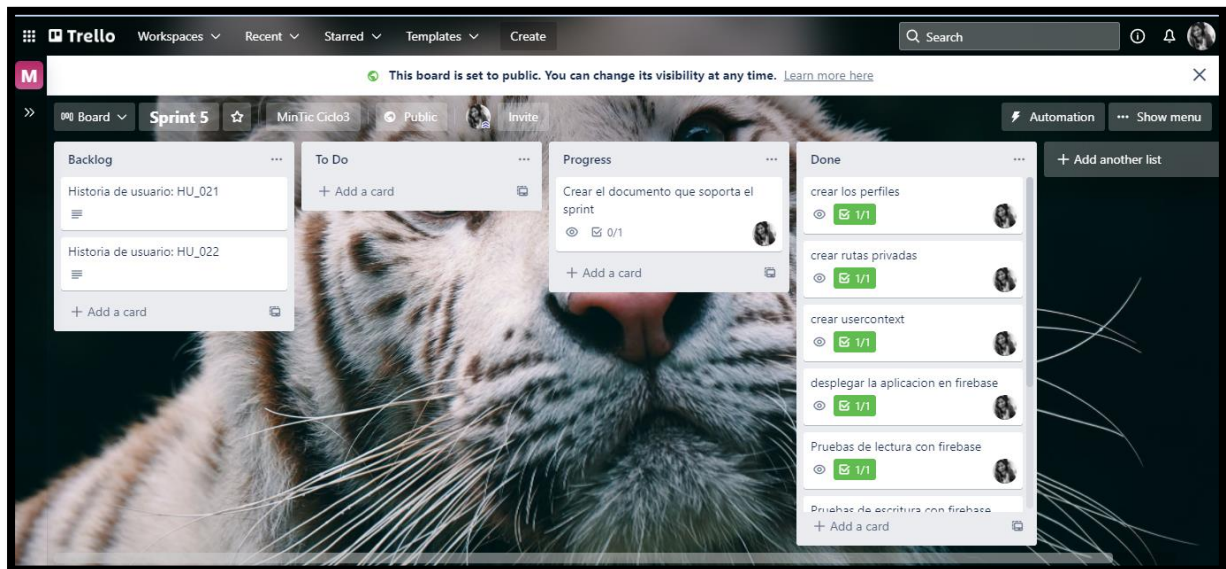 Trello Workspaces Recent Starred Templates Create Search
M
This board is set to public. You can change its visibility at any time. Learn more here
Board Sprint 5 MinTic Ciclo3 Public Invite Automation Show menu
Backlog
Historia de usuario: HU_021
Historia de usuario: HU_022
+ Add a card
To Do
+ Add a card
Progress
Crear el documento que soporta el
sprint
0/1
+ Add a card
Done
crear los perfiles
1/1
crear rutas privadas
1/1
crear usercontext
1/1
desplegar la aplicacion en firebase
1/1
Pruebas de lectura con firebase
1/1
Pruebas de escritura con firebase
+ Add a card
+ Add another list